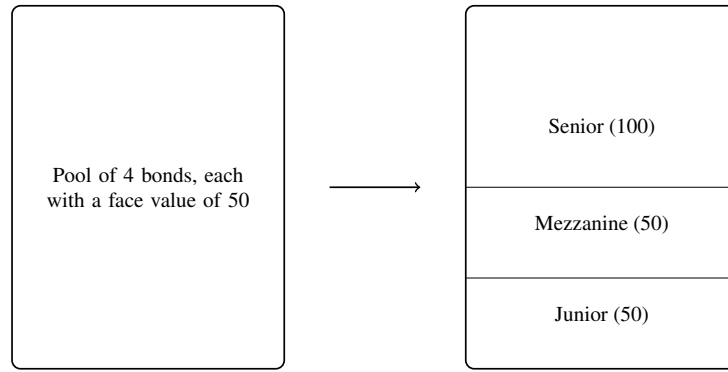 Pool of 4 bonds, each
with a face value of 50
Senior (100)
Mezzanine (50)
Junior (50)